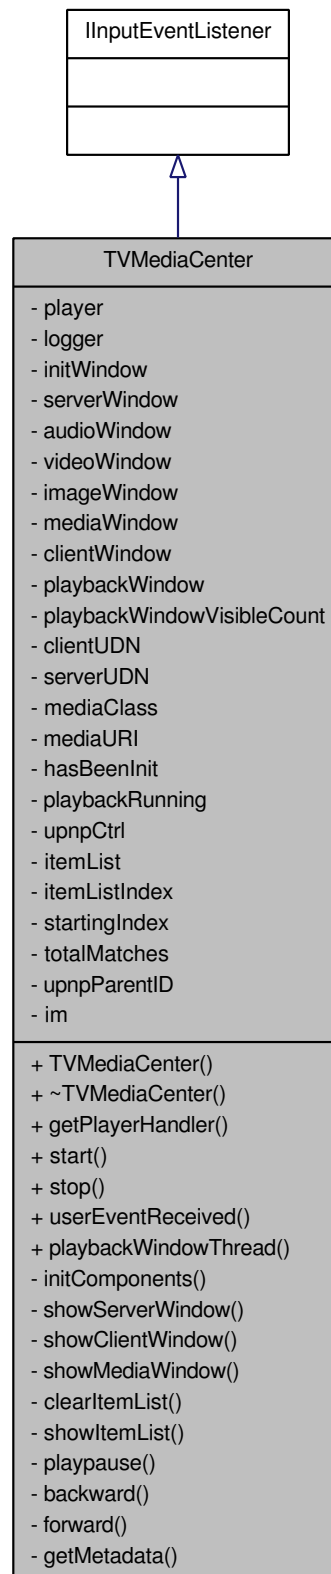 IInputEventListener
TVMediaCenter
- player
- logger
- initWindow
- serverWindow
- audioWindow
- videoWindow
- imageWindow
- mediaWindow
- clientWindow
- playbackWindow
- playbackWindowVisibleCount
- clientUDN
- serverUDN
- mediaClass
- mediaURI
- hasBeenInit
- playbackRunning
- upnpCtrl
- itemList
- itemListIndex
- startingIndex
- totalMatches
- upnpParentID
- im
+ TVMediaCenter()
+ ~TVMediaCenter()
+ getPlayerHandler()
+ start()
+ stop()
+ userEventReceived()
+ playbackWindowThread()
- initComponents()
- showServerWindow()
- showClientWindow()
- showMediaWindow()
- clearItemList()
- showItemList()
- playpause()
- backward()
- forward()
- getMetadata()